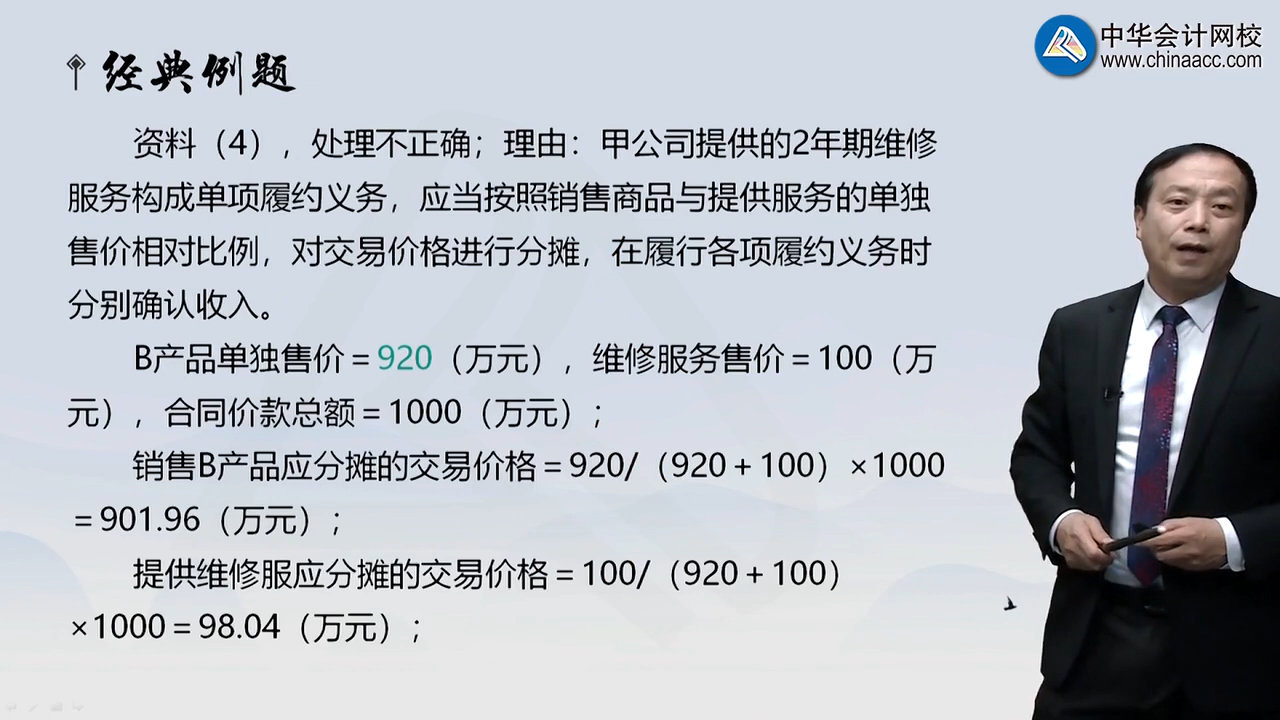 中华会计网校
www.chinaacc.com
经典例题
资料（4），处理不正确；理由：甲公司提供的2年期维修
服务构成单项履约义务，应当按照销售商品与提供服务的单独
售价相对比例，对交易价格进行分摊，在履行各项履约义务时
分别确认收入。
B产品单独售价＝920（万元），维修服务售价＝100（万
元），合同价款总额＝1000（万元）；
销售B产品应分摊的交易价格＝920/（920＋100）×1000
＝901.96（万元）；
提供维修服应分摊的交易价格＝100/（920＋100）
×1000＝98.04（万元）；